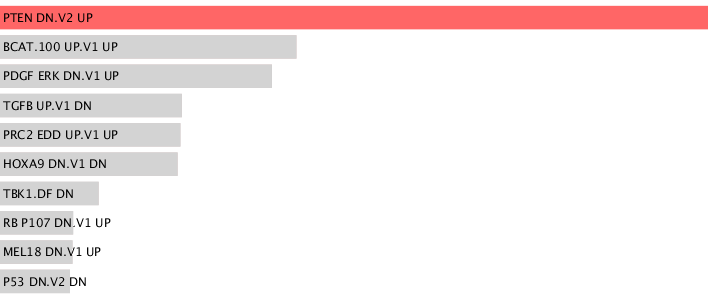 PTEN DN.V2 UP
BCAT.100 UP.V1 UP
PDGF ERK DN.V1 UP
TGFB UP.V1 DN
PRC2 EDD UP.V1 UP
HOXA9 DN.V1 DN
TBK1.DF DN
RB P107 DN.V1 UP
MEL18 DN.V1 UP
P53 DN.V2 DN